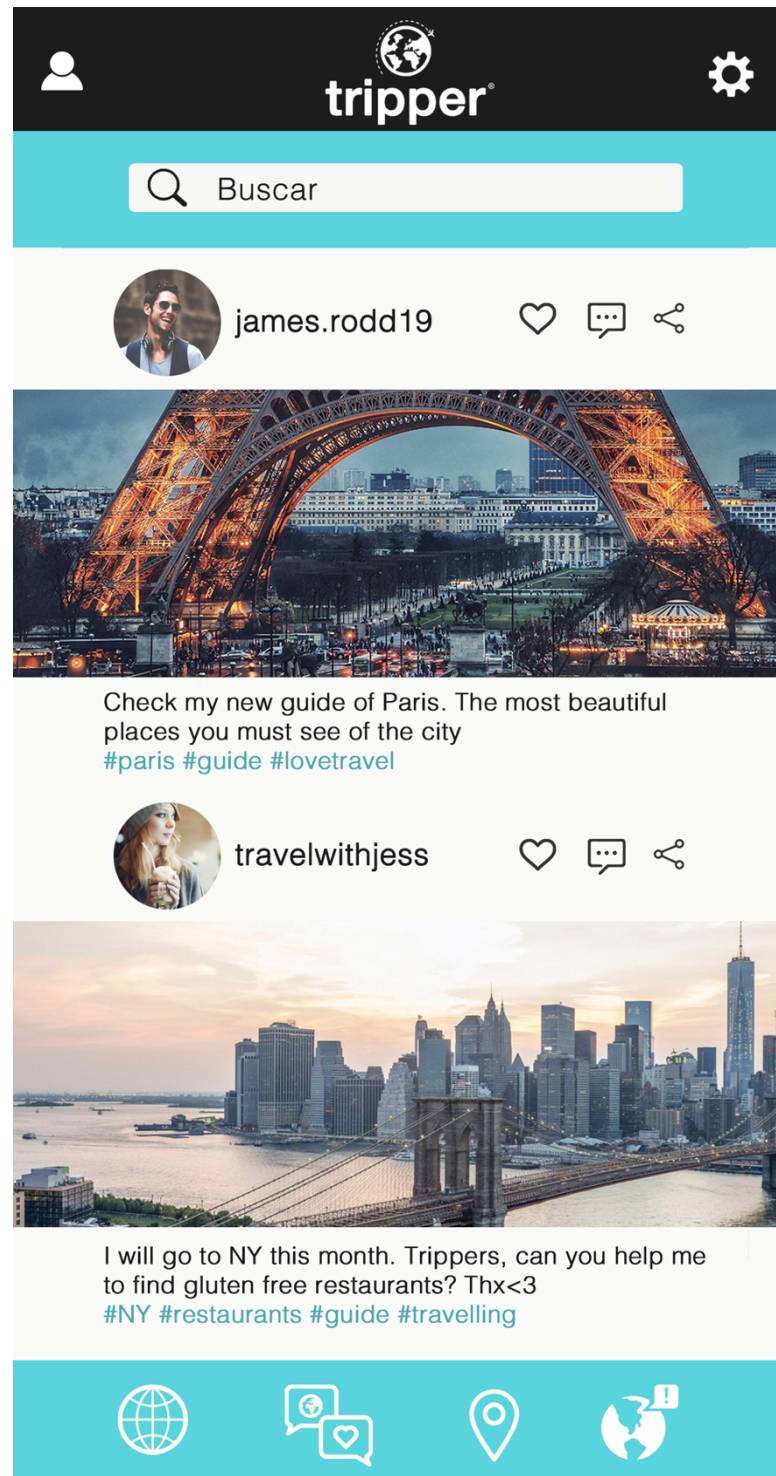 tripper®
Buscar
james.rodd19
Check my new guide of Paris. The most beautiful
places you must see of the city
#paris #guide #lovetravel
travelwithjess
I will go to NY this month. Trippers, can you help me
to find gluten free restaurants? Thx<3
#NY #restaurants #guide #travelling
!